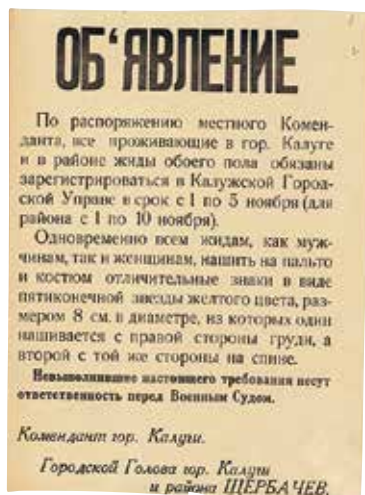 ОБ‘ЯВЛЕНИЕ
По распоряжению местного Комен-
данта, все проживающие в гор. Калуге
и в районе жиды обоего пола обязаны
зарегистрироваться в Калужской Город-
ской Управе в срок с 1 по 5 ноября (для
района с 1 по 10 ноября).
Одновременно всем жидам, как муж-
чинам, так и женщинам, нашить на пальто
и костюм отличительные знаки в виде
пятиконечной звезды желтого цвета, раз-
мером 8 см. в диаметре, из которых один
нашивается с правой стороны груди, а
второй с той же стороны на спине.
Невыполнившие настоящего требования несут
ответственность перед Военным Судом.
Комендант гор. Калуги.
Городской Голова гор. Калуги
и района ЩЕРБАЧЕВ.